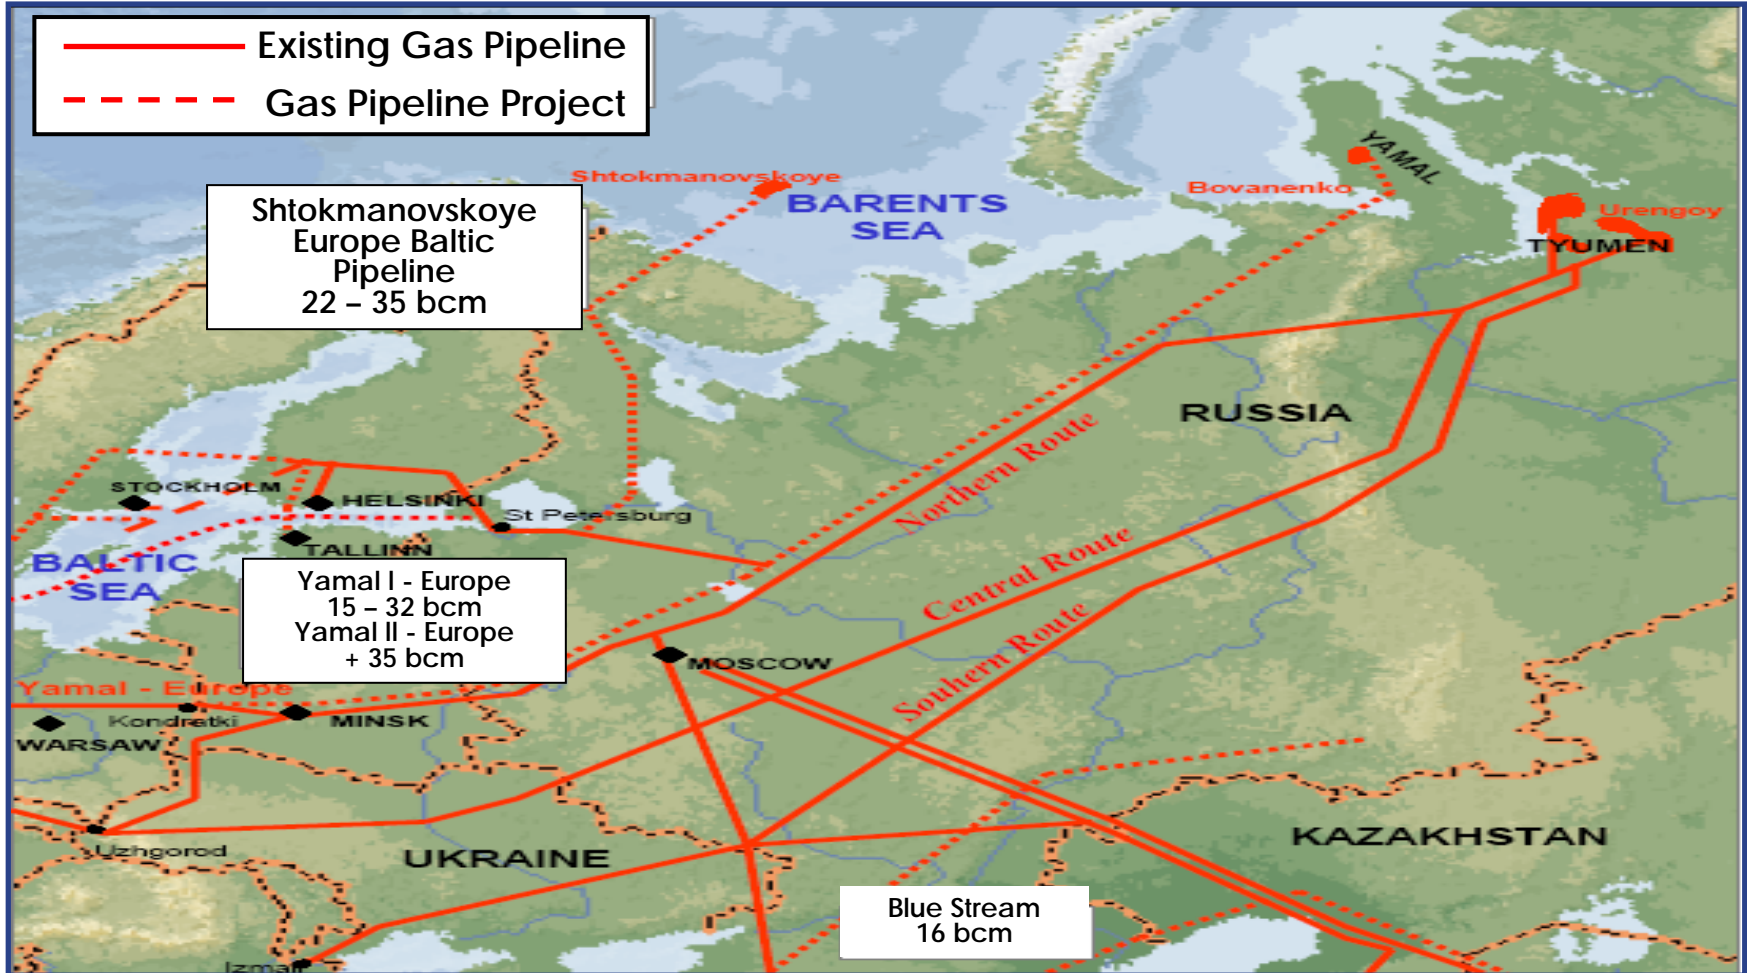 Existing Gas Pipeline
Gas Pipeline Project
Shtokmanovskoye
Europe Baltic
Pipeline
22 – 35 bcm
Shtokmanovskoye
BARENTS
SEA
Bovanenko
YAMAL
Urengoy
TYUMEN
RUSSIA
Northern Route
Central Route
Souhern Route
STOCKHOLM
HELSINKI
St Petersburg
TALLINN
BALTIC
SEA
Yamal I - Europe
15 – 32 bcm
Yamal II - Europe
+ 35 bcm
MOSCOW
Yamal - Europe
Kondratki
MINSK
WARSAW
Uzhgorod
UKRAINE
KAZAKHSTAN
Blue Stream
16 bcm
Izmail